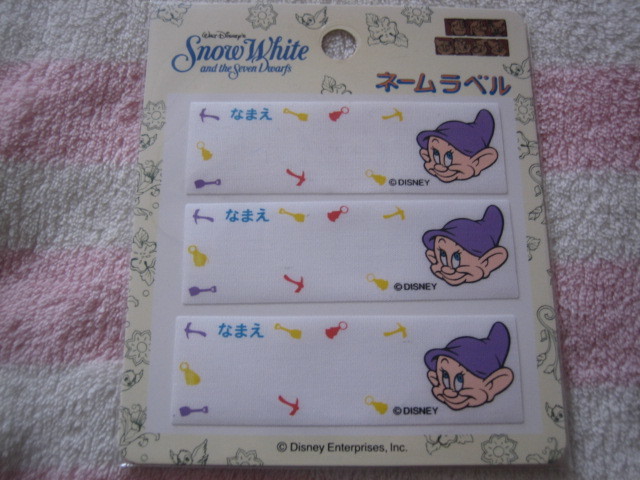 Walt Disney's
Snow White
and the Seven Dwarfs
ネームラベル
なまえ
©DISNEY
なまえ
©DISNEY
なまえ
©DISNEY
© Disney Enterprises, Inc.